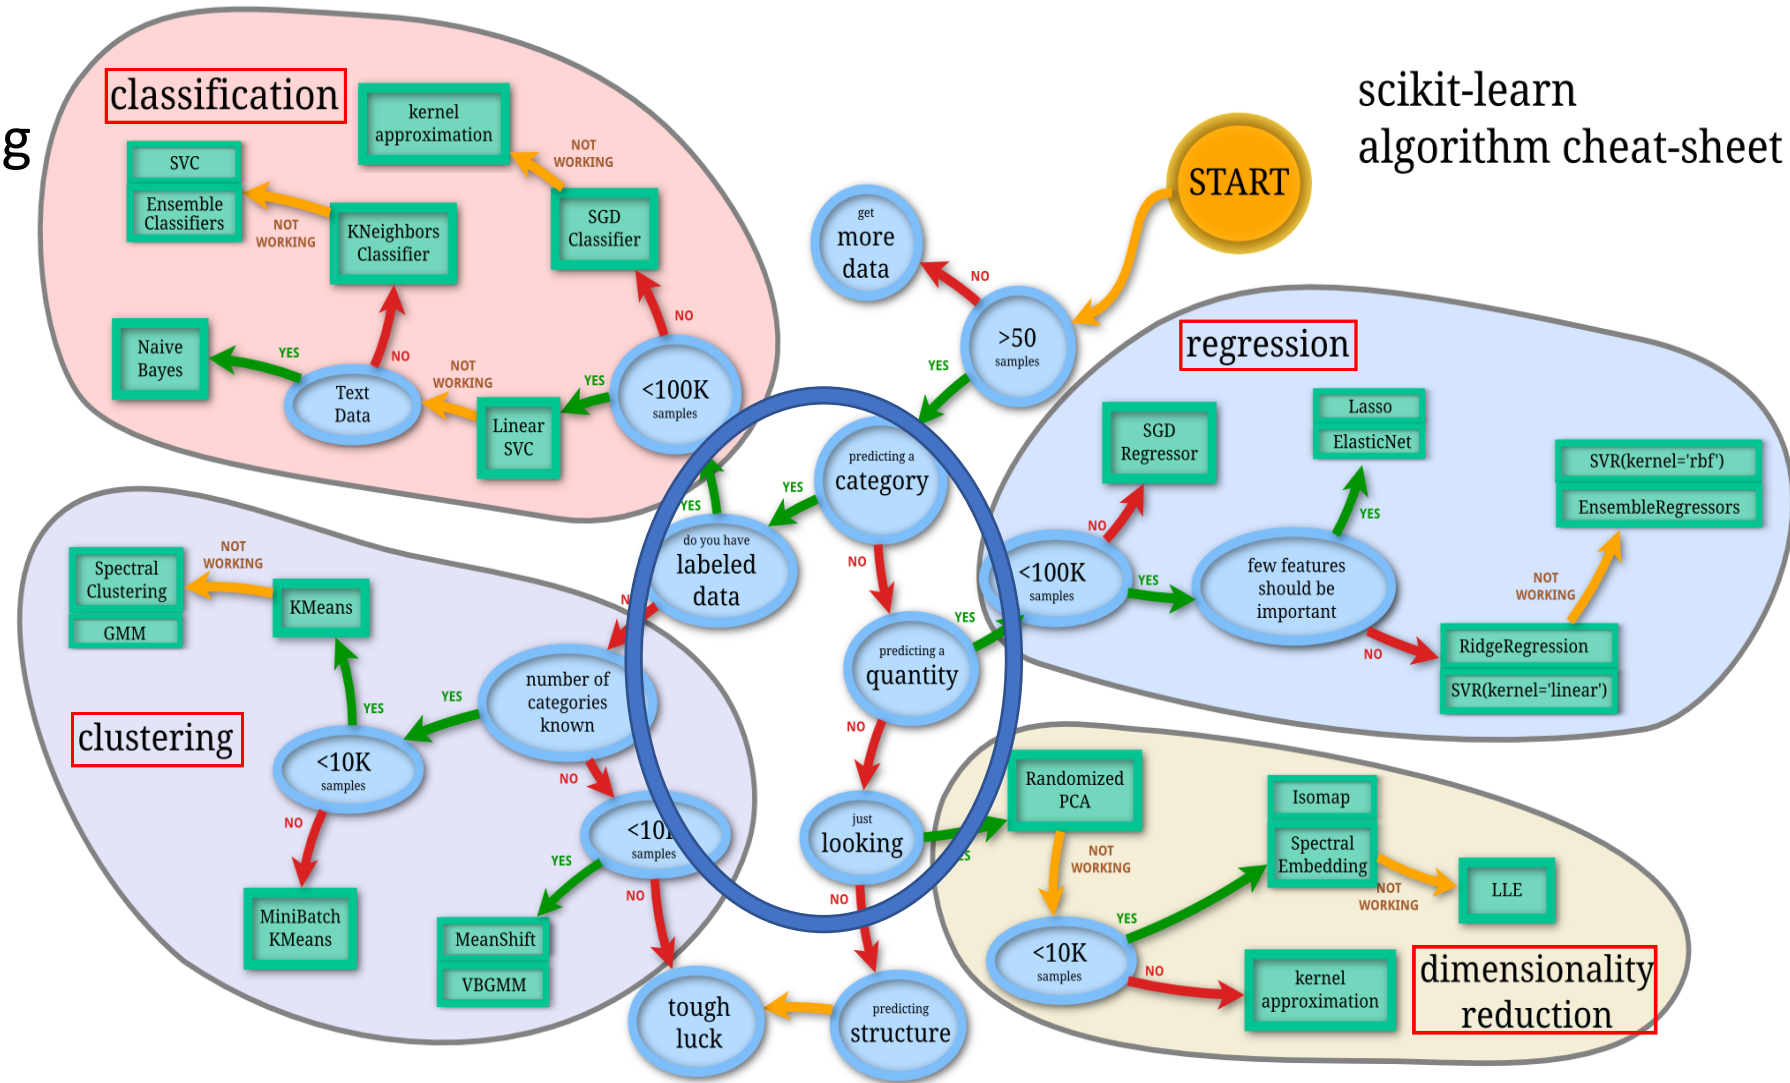 scikit-learn
algorithm cheat-sheet
g
classification
kernel
approximation
NOT
WORKING
SVC
Ensemble
Classifiers
NOT
WORKING
KNeighbors
Classifier
SGD
Classifier
NO
Naive
Bayes
YES
NO
Text
Data
NOT
WORKING
Linear
SVC
YES
<100K
samples
START
get
more
data
NO
>50
samples
YES
predicting a
category
YES
YES
do you have
labeled
data
NO
predicting a
quantity
YES
NO
just
looking
NO
predicting
structure
tough
luck
regression
SGD
Regressor
Lasso
ElasticNet
SVR(kernel='rbf')
EnsembleRegressors
NO
<100K
samples
YES
few features
should be
important
YES
NOT
WORKING
NO
RidgeRegression
SVR(kernel='linear')
clustering
Spectral
Clustering
GMM
NOT
WORKING
KMeans
YES
<10K
samples
NO
MiniBatch
KMeans
YES
number of
categories
known
NO
samples
YES
MeanShift
VBGMM
NO
Randomized
PCA
NOT
WORKING
<10K
samples
YES
Isomap
Spectral
Embedding
NOT
WORKING
LLE
NO
kernel
approximation
dimensionality
reduction